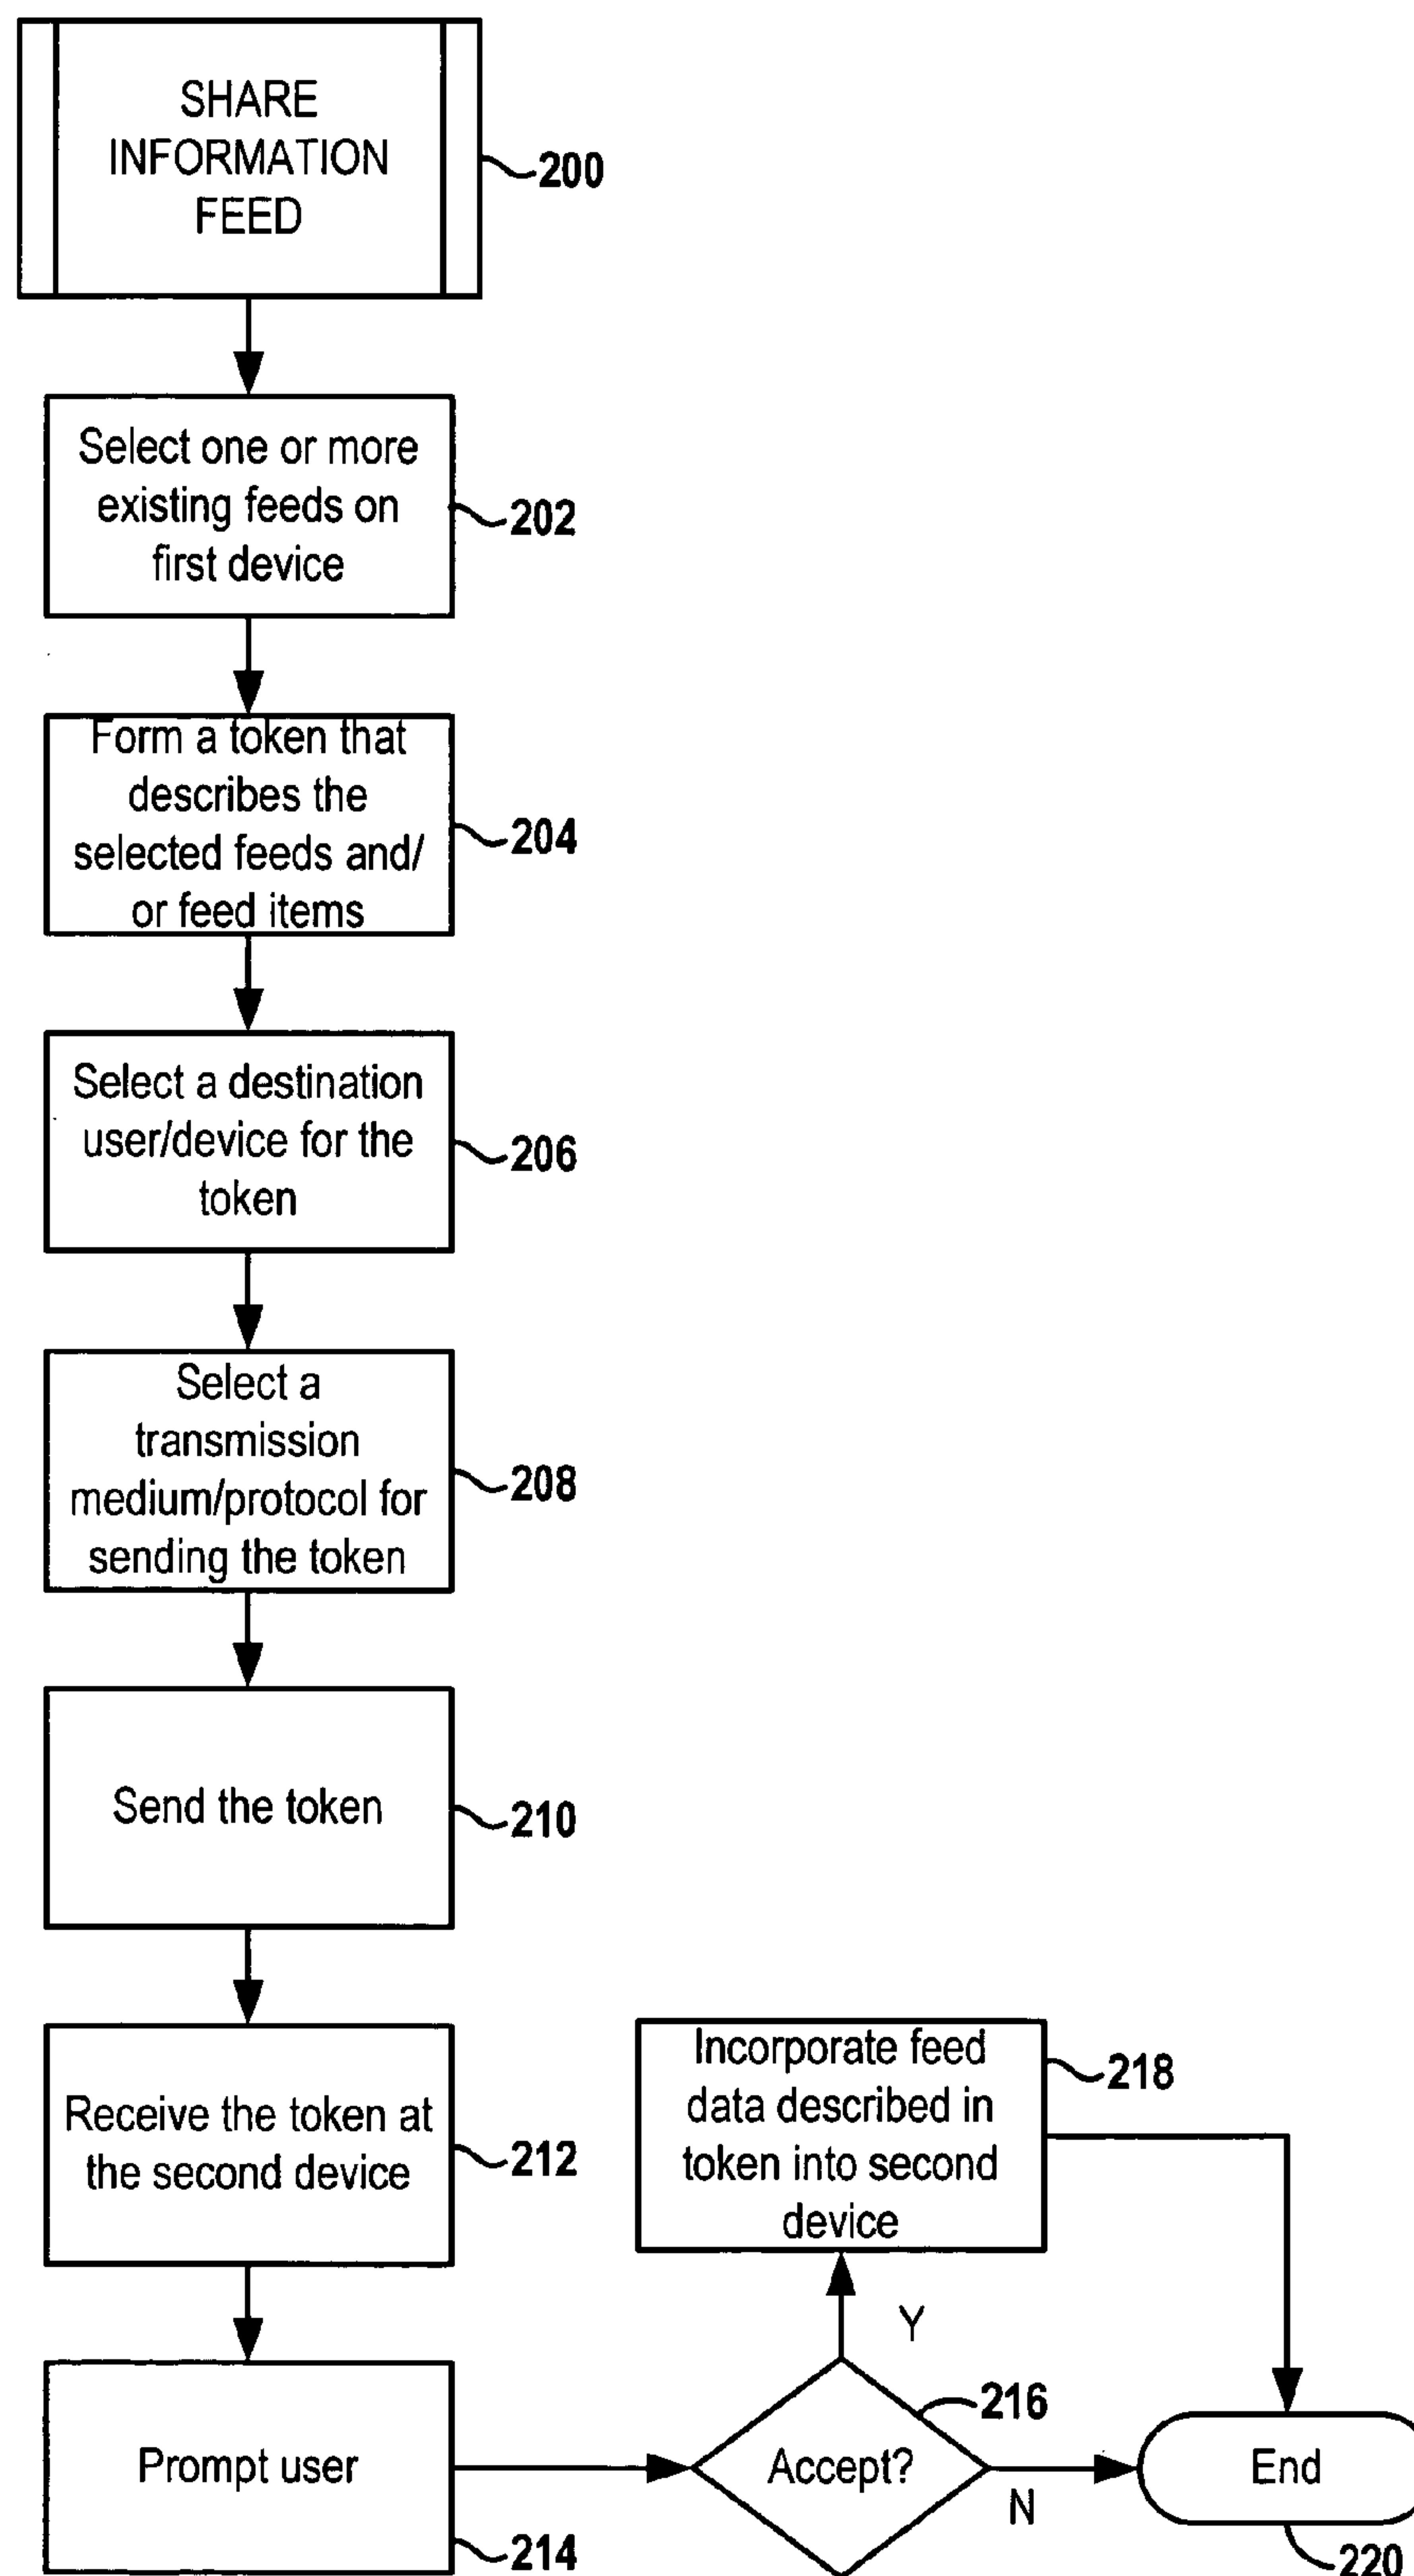 SHARE
INFORMATION
FEED
200
Select one or more
existing feeds on
first device
202
Form a token that
describes the
selected feeds and/
or feed items
204
Select a destination
user/device for the
token
206
Select a
transmission
medium/protocol for
sending the token
208
Send the token
210
Receive the token at
the second device
212
Prompt user
214
Accept?
216
Y
N
Incorporate feed
data described in
token into second
device
218
End
220